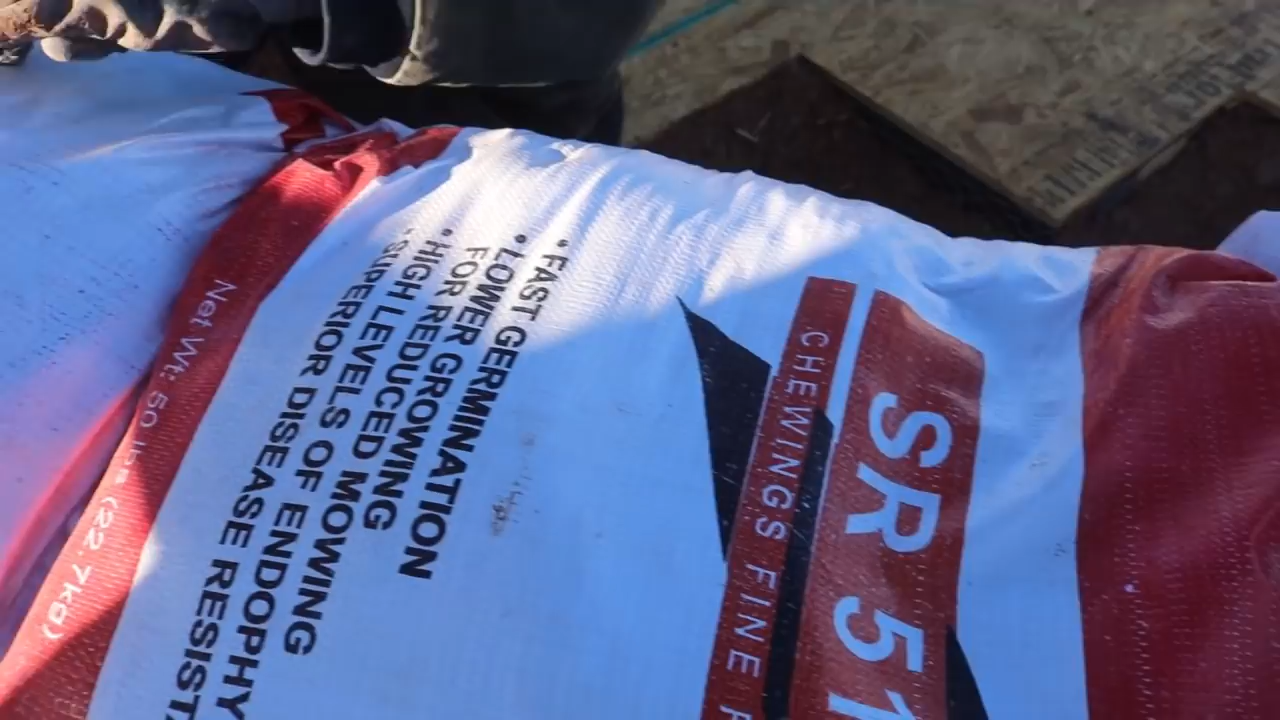 SR 51
CHEWINGS FINE F
• FAST GERMINATION
• LOWER GROWING
FOR REDUCED MOWING
• HIGH LEVELS OF ENDOPHY
• SUPERIOR DISEASE RESIST
Net Wt: 50 lbs (22.7kg)